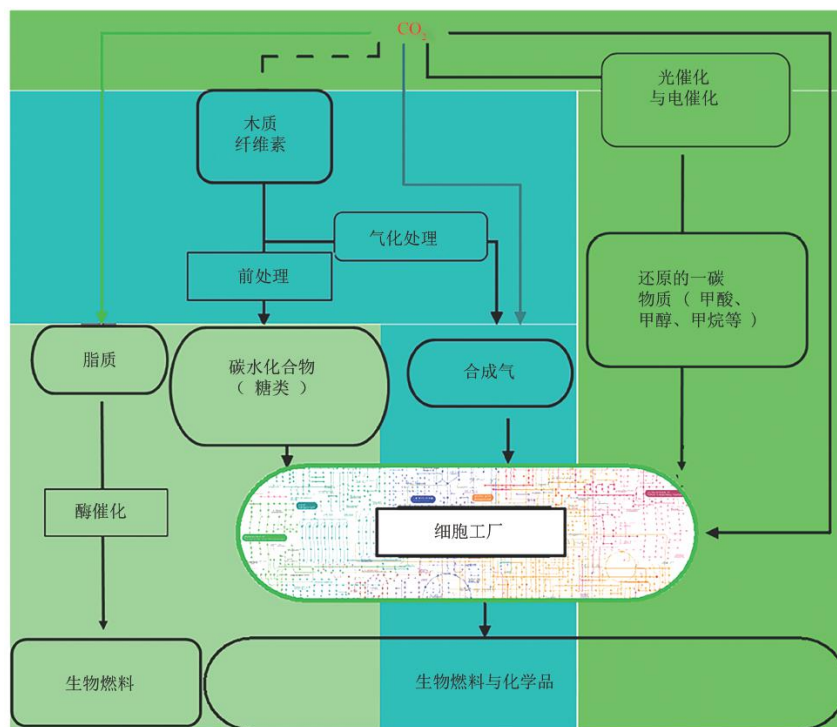 CO2
光催化
与电催化
木质
纤维素
气化处理
前处理
还原的一碳
物质（ 甲酸、
甲醇、甲烷等 ）
脂质
碳水化合物
（ 糖类 ）
合成气
酶催化
细胞工厂
生物燃料
生物燃料与化学品